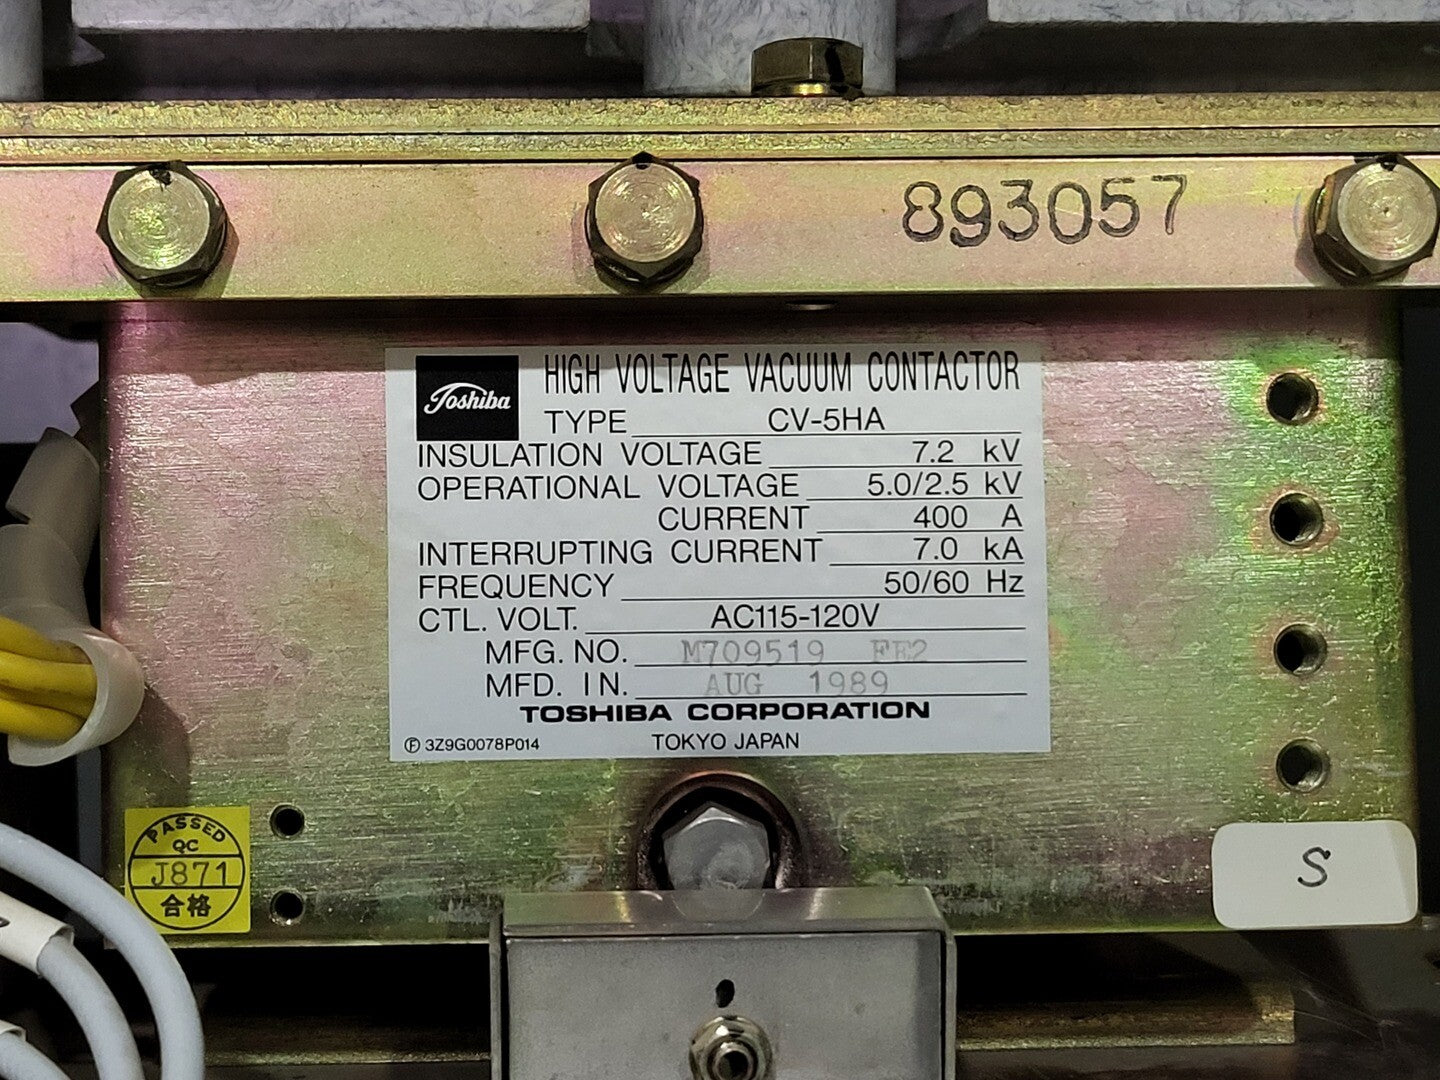 893057
Toshiba
HIGH VOLTAGE VACUUM CONTACTOR
TYPE CV-5HA
INSULATION VOLTAGE 7.2 kV
OPERATIONAL VOLTAGE 5.0/2.5 kV
CURRENT 400 A
INTERRUPTING CURRENT 7.0 kA
FREQUENCY 50/60 Hz
CTL. VOLT. AC115-120V
MFG. NO. M709519 FE2
MFD. IN. AUG 1989
TOSHIBA CORPORATION
Ⓕ 3Z9G0078P014 TOKYO JAPAN
PASSED
QC
J871
合格
S